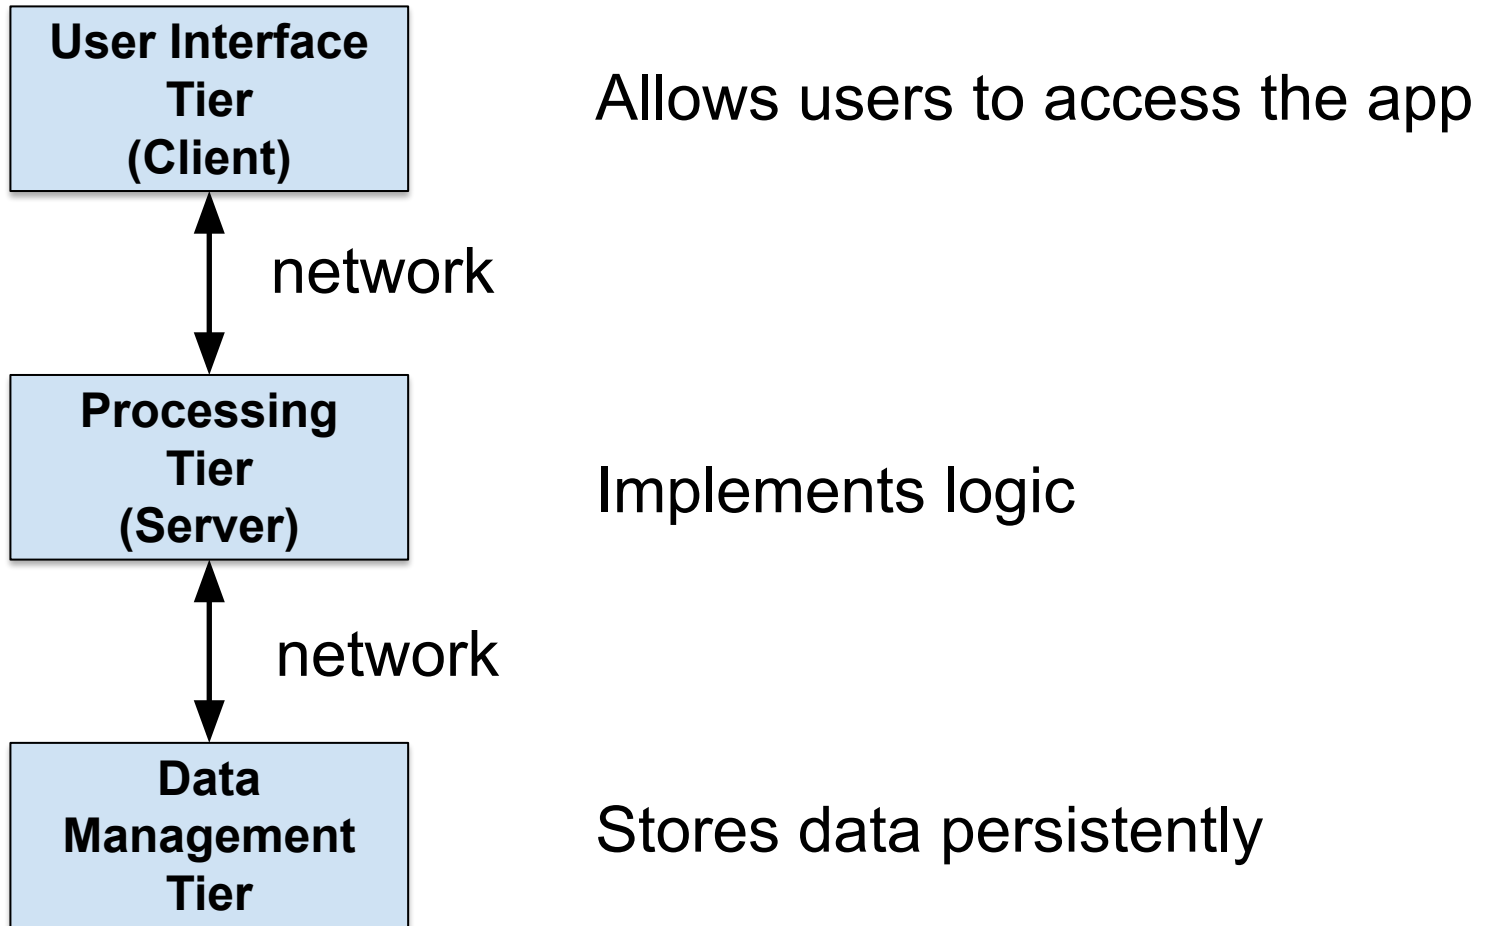 User Interface
Tier
(Client)
Allows users to access the app
network
Processing
Tier
(Server)
Implements logic
network
Data
Management
Tier
Stores data persistently